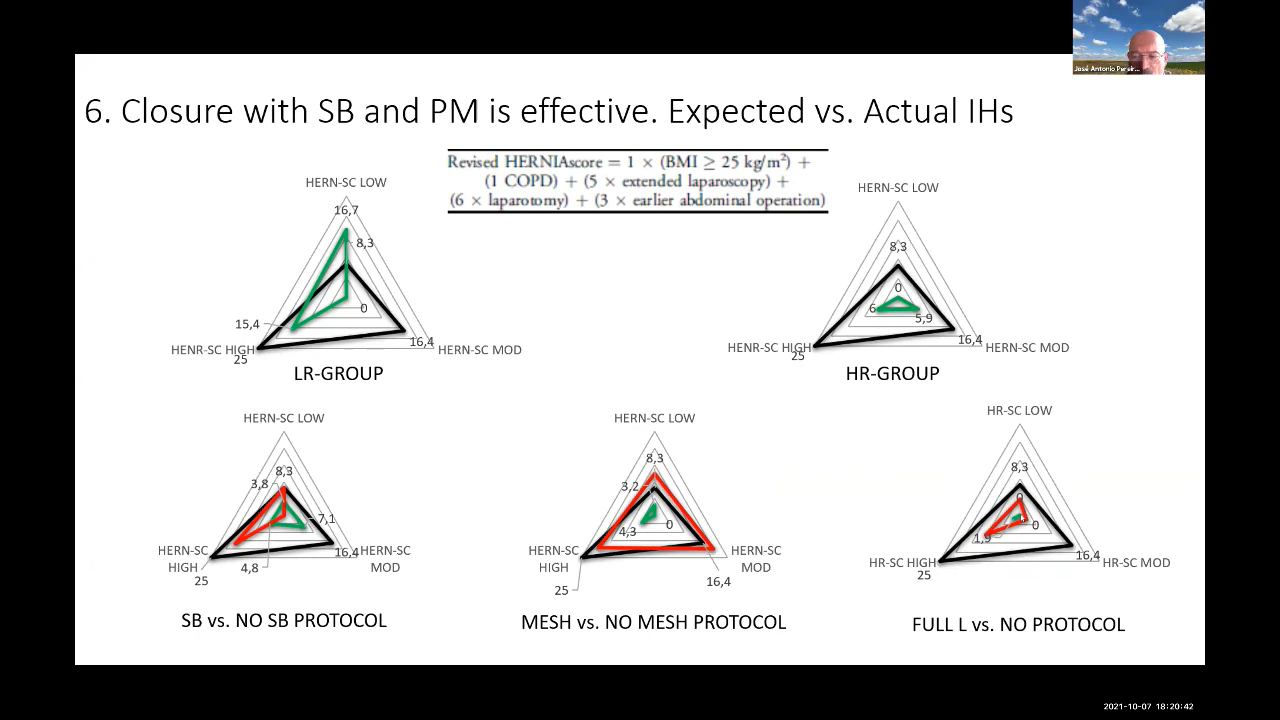 José Antonio Pereir...
6. Closure with SB and PM is effective. Expected vs. Actual IHs
Revised HERNIAscore = 1 × (BMI ≥ 25 kg/m²) +
(1 COPD) + (5 × extended laparoscopy) +
(6 × laparotomy) + (3 × earlier abdominal operation)
HERN-SC LOW
16,7
8,3
0
15,4
16,4
HENR-SC HIGH
HERN-SC MOD
25
LR-GROUP
HERN-SC LOW
8,3
0
6
5,9
16,4
HENR-SC HIGH
HERN-SC MOD
25
HR-GROUP
HERN-SC LOW
8,3
3,8
7,1
HERN-SC
HIGH
16,4
HERN-SC
MOD
4,8
25
SB vs. NO SB PROTOCOL
HERN-SC LOW
8,3
3,2
0
4,3
HERN-SC
HIGH
HERN-SC
MOD
16,4
25
MESH vs. NO MESH PROTOCOL
HR-SC LOW
8,3
0
0
1,9
16,4
HR-SC HIGH
HR-SC MOD
25
FULL L vs. NO PROTOCOL
2021-10-07 18:20:42